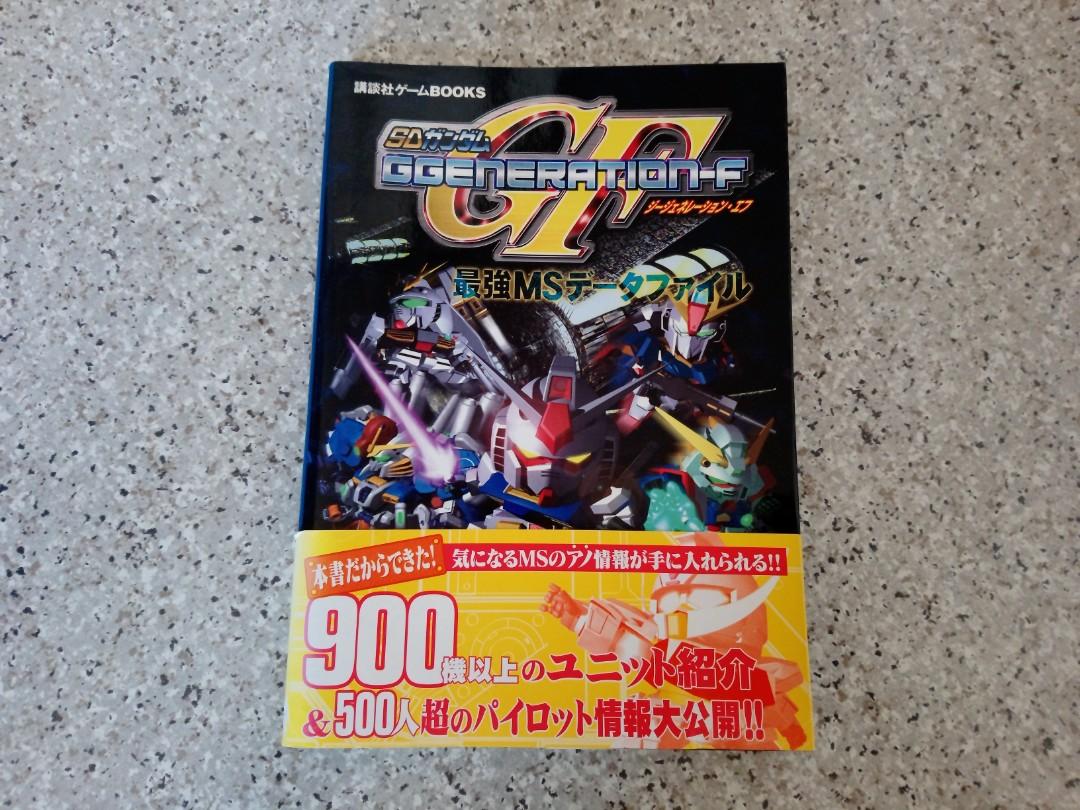 講談社ゲームBOOKS
SDガンダム
GF
GGENERATION-F
ジージェネレーション・エフ
最強MSデータファイル
本書だからできた!
気になるMSのアノ情報が手に入れられる!!
900機以上のユニット紹介
&500人超のパイロット情報大公開!!